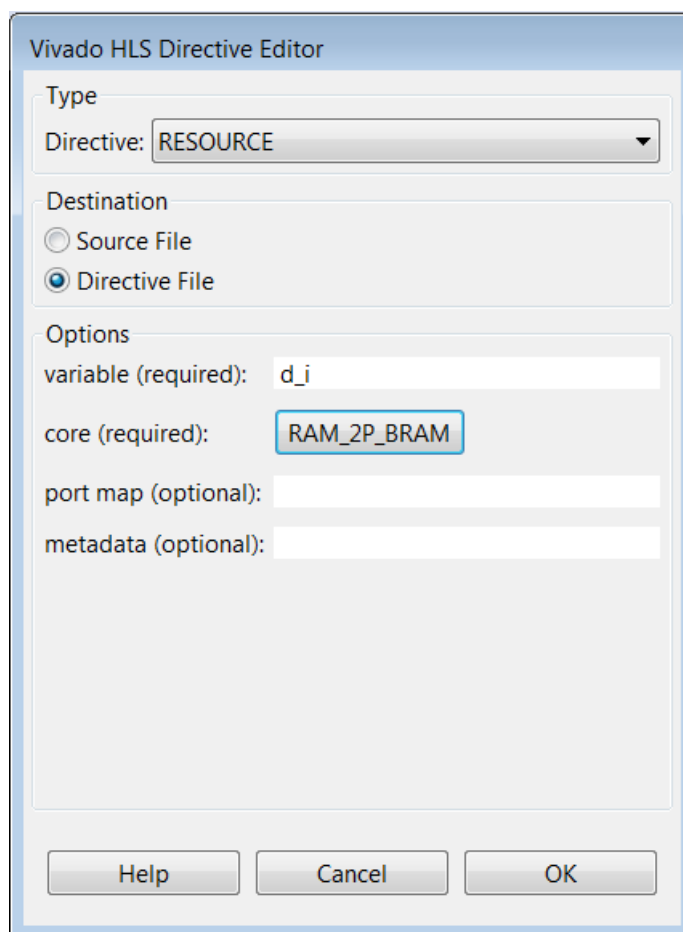 Vivado HLS Directive Editor
Type
Directive: RESOURCE
Destination
Source File
Directive File
Options
variable (required): d_i
core (required): RAM_2P_BRAM
port map (optional):
metadata (optional):
Help Cancel OK